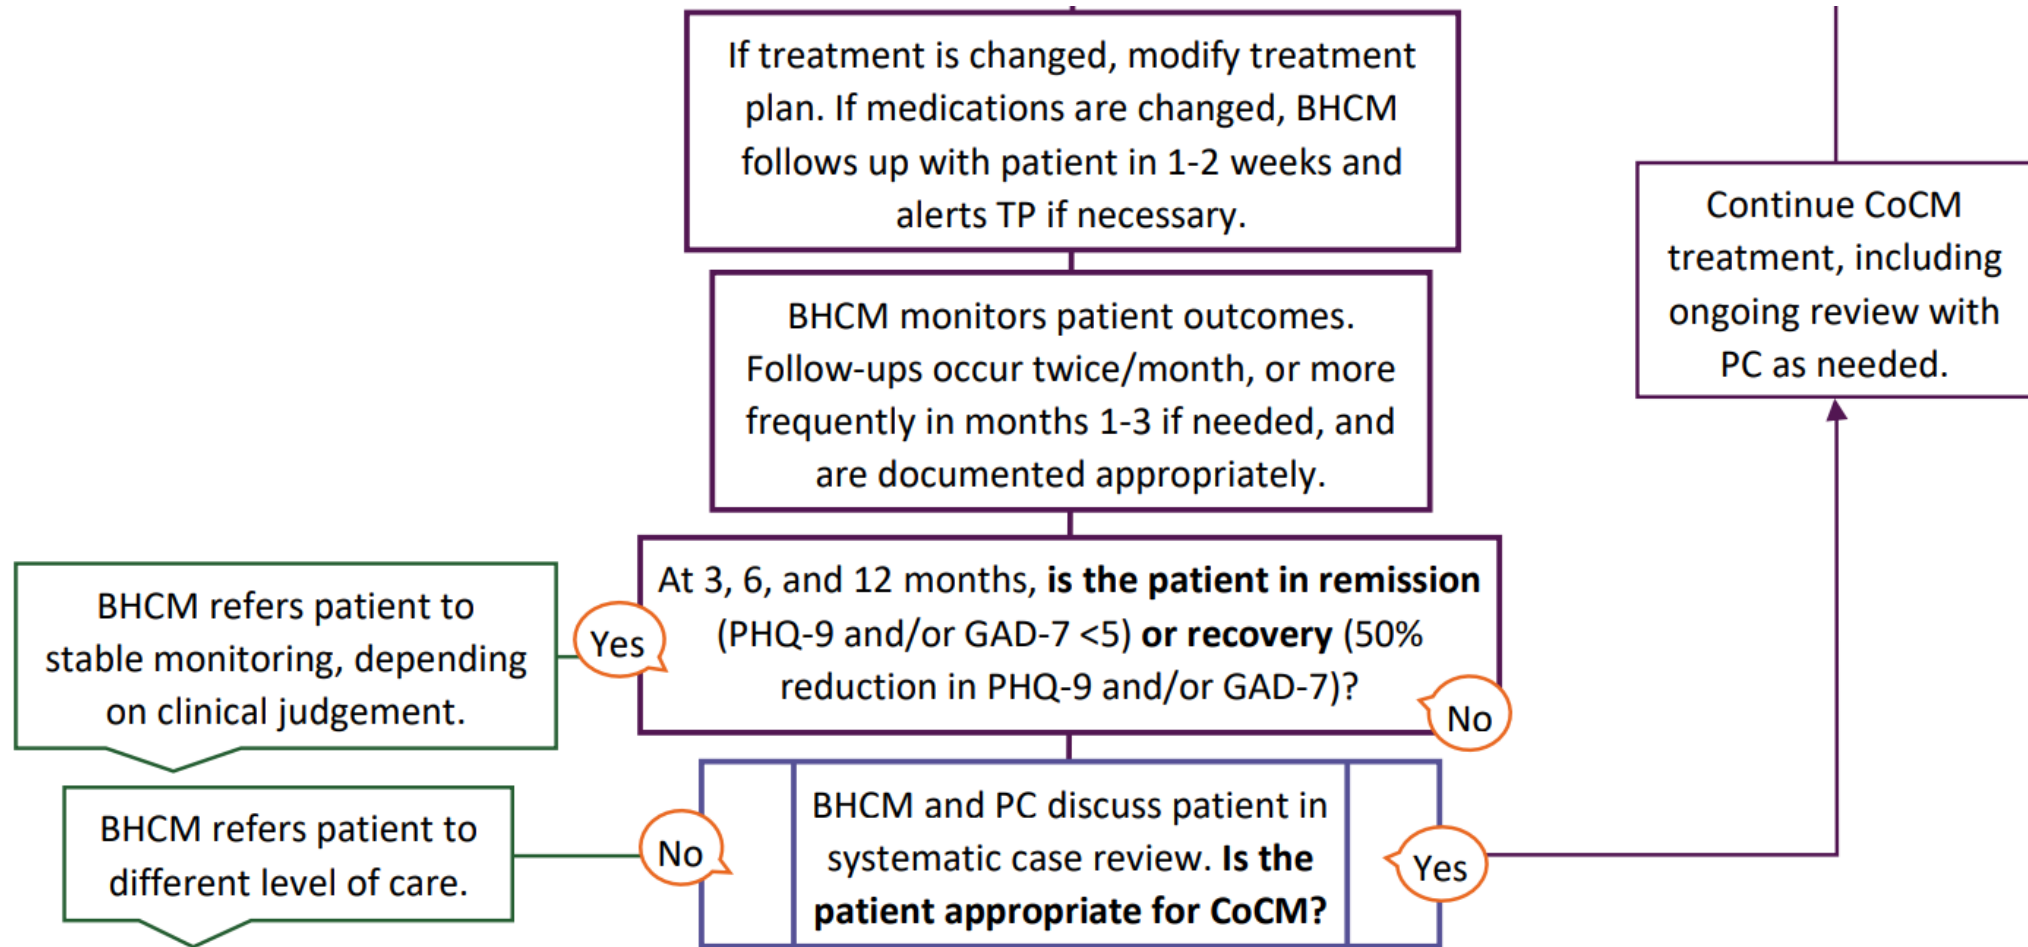 If treatment is changed, modify treatment
plan. If medications are changed, BHCM
follows up with patient in 1-2 weeks and
alerts TP if necessary.
Continue CoCM
treatment, including
ongoing review with
PC as needed.
BHCM monitors patient outcomes.
Follow-ups occur twice/month, or more
frequently in months 1-3 if needed, and
are documented appropriately.
At 3, 6, and 12 months, is the patient in remission
(PHQ-9 and/or GAD-7 <5) or recovery (50%
reduction in PHQ-9 and/or GAD-7)?
Yes
BHCM refers patient to
stable monitoring, depending
on clinical judgement.
No
BHCM and PC discuss patient in
systematic case review. Is the
patient appropriate for CoCM?
No
BHCM refers patient to
different level of care.
Yes